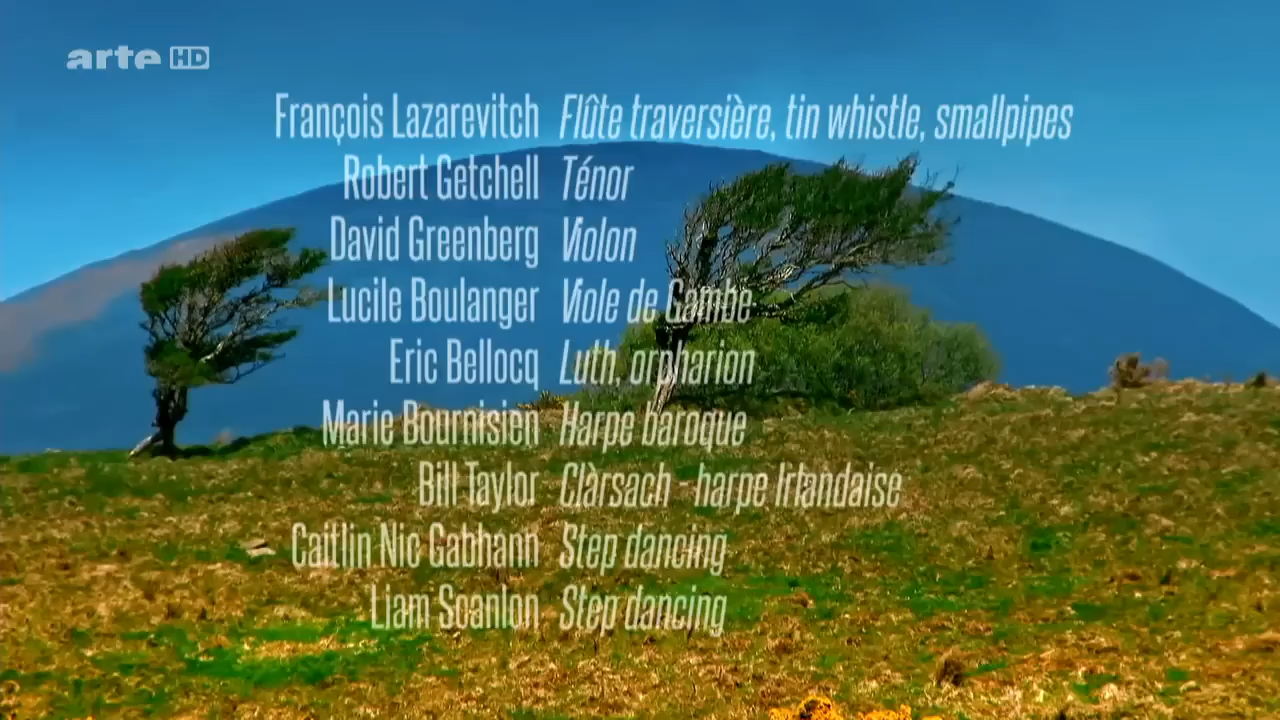 arte HD
François Lazarevitch Flûte traversière, tin whistle, smallpipes
Robert Getchell Ténor
David Greenberg Violon
Lucile Boulanger Viole de Gambe
Eric Bellocq Luth, orpharion
Marie Bournisien Harpe baroque
Bill Taylor Clàrsach harpe Irlandaise
Caitlin Nic Gabhann Step dancing
Liam Scanlon Step dancing